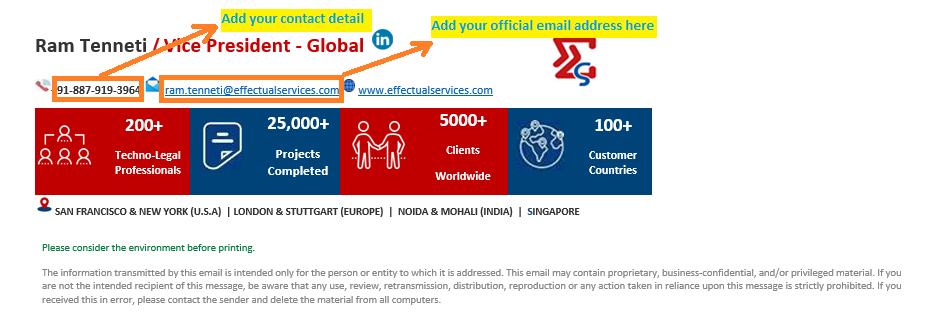 Add your contact detail
Add your official email address here
Ram Tenneti / Vice President - Global in
91-887-919-3964 ram.tenneti@effectualservices.com www.effectualservices.com
200+ 25,000+ 5000+ 100+
Techno-Legal Professionals
Projects Completed
Clients Worldwide
Customer Countries
SAN FRANCISCO & NEW YORK (U.S.A) | LONDON & STUTTGART (EUROPE) | NOIDA & MOHALI (INDIA) | SINGAPORE
Please consider the environment before printing.
The information transmitted by this email is intended only for the person or entity to which it is addressed. This email may contain proprietary, business-confidential, and/or privileged material. If you
are not the intended recipient of this message, be aware that any use, review, retransmission, distribution, reproduction or any action taken in reliance upon this message is strictly prohibited. If you
received this in error, please contact the sender and delete the material from all computers.